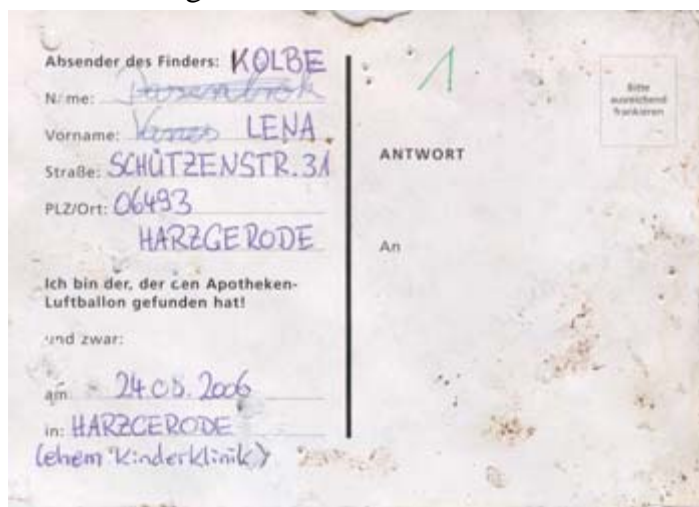 Absender des Finders: KOLBE
Name:
Vorname: LENA
Straße: SCHÜTZENSTR. 31
PLZ/Ort: 06493
HARZGERODE
Ich bin der, der den Apotheken-
Luftballon gefunden hat!
und zwar:
am 24.05.2006
in: HARZGERODE
(ehem Kinderklinik)
1
Bitte
ausreichend
frankieren
ANTWORT
An